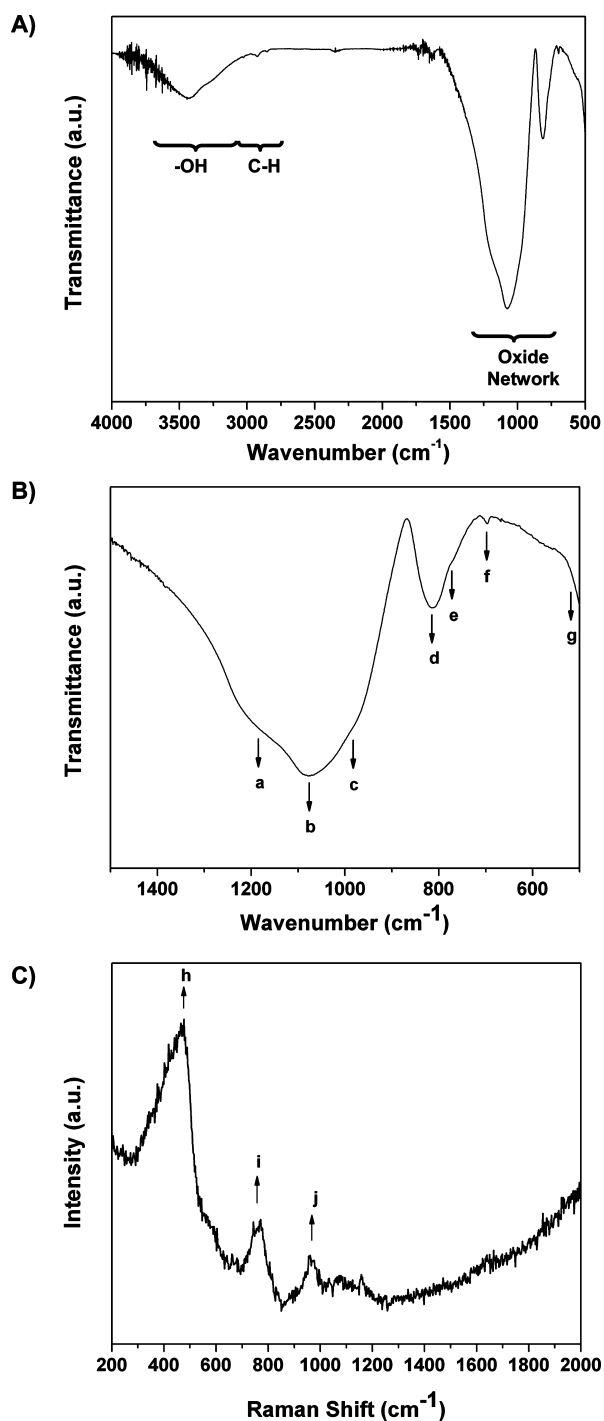 A)
Transmittance (a.u.)
-OH C-H
Oxide
Network
4000 3500 3000 2500 2000 1500 1000 500
Wavenumber (cm-1)
B)
Transmittance (a.u.)
a b c d e f g
1400 1200 1000 800 600
Wavenumber (cm-1)
C)
Intensity (a.u.)
h
i
j
200 400 600 800 1000 1200 1400 1600 1800 2000
Raman Shift (cm-1)